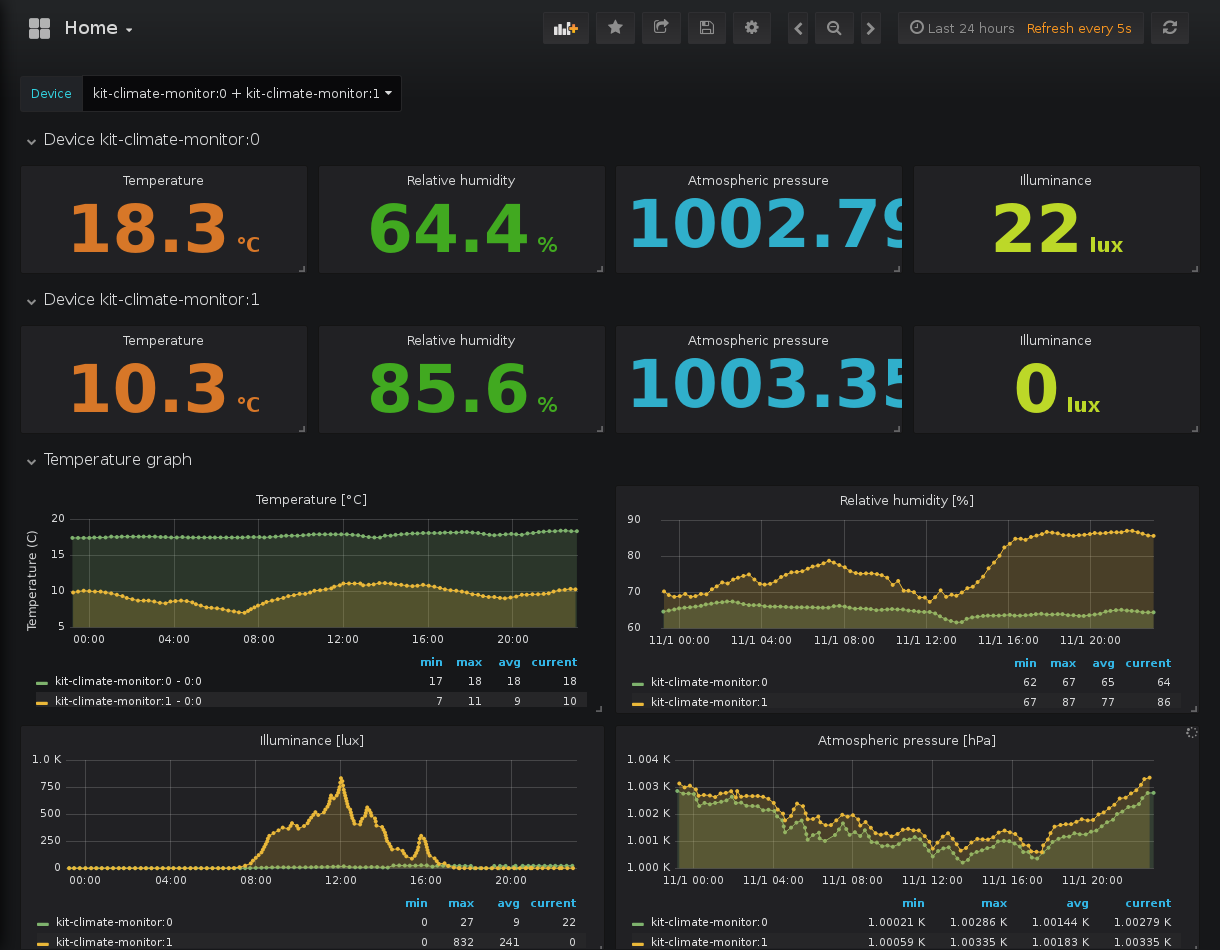 Home
Last 24 hours Refresh every 5s
Device kit-climate-monitor:0 + kit-climate-monitor:1
Device kit-climate-monitor:0
Temperature Relative humidity Atmospheric pressure Illuminance
18.3 °C 64.4 % 1002.79 22 lux
Device kit-climate-monitor:1
Temperature Relative humidity Atmospheric pressure Illuminance
10.3 °C 85.6 % 1003.35 0 lux
Temperature graph
Temperature [°C]
Temperature (C)
20
15
10
5
00:00 04:00 08:00 12:00 16:00 20:00
min max avg current
kit-climate-monitor:0 - 0:0 17 18 18 18
kit-climate-monitor:1 - 0:0 7 11 9 10
Relative humidity [%]
90
80
70
60
11/1 00:00 11/1 04:00 11/1 08:00 11/1 12:00 11/1 16:00 11/1 20:00
min max avg current
kit-climate-monitor:0 62 67 65 64
kit-climate-monitor:1 67 87 77 86
Illuminance [lux]
1.0 K
750
500
250
0
00:00 04:00 08:00 12:00 16:00 20:00
min max avg current
kit-climate-monitor:0 0 27 9 22
kit-climate-monitor:1 0 832 241 0
Atmospheric pressure [hPa]
1.004 K
1.003 K
1.002 K
1.001 K
1.000 K
11/1 00:00 11/1 04:00 11/1 08:00 11/1 12:00 11/1 16:00 11/1 20:00
min max avg current
kit-climate-monitor:0 1.00021 K 1.00286 K 1.00144 K 1.00279 K
kit-climate-monitor:1 1.00059 K 1.00335 K 1.00183 K 1.00335 K